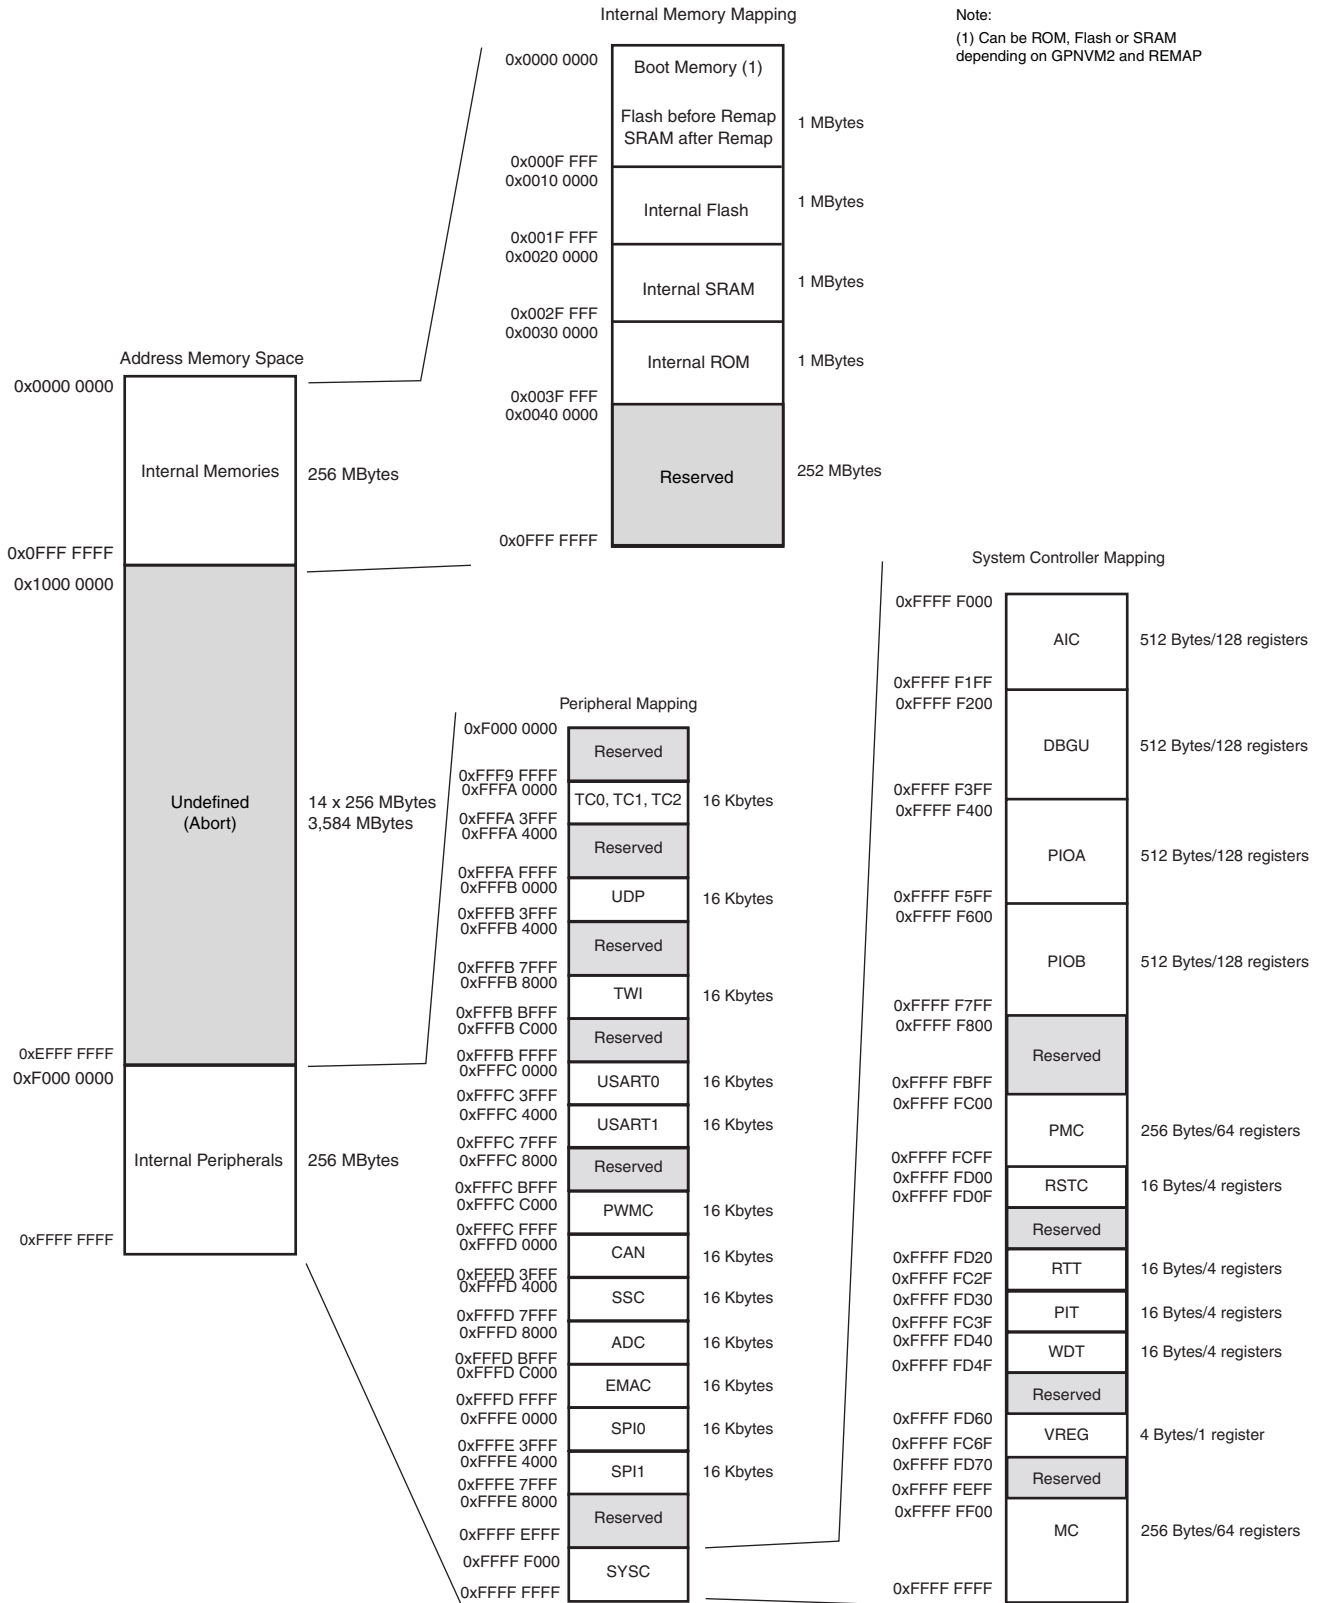 Internal Memory Mapping
Note:
(1) Can be ROM, Flash or SRAM
depending on GPNVM2 and REMAP
0x0000 0000
Boot Memory (1)
Flash before Remap
SRAM after Remap
1 MBytes
0x000F FFF
0x0010 0000
Internal Flash
1 MBytes
0x001F FFF
0x0020 0000
Internal SRAM
1 MBytes
0x002F FFF
0x0030 0000
Internal ROM
1 MBytes
0x003F FFF
0x0040 0000
Reserved
252 MBytes
0x0FFF FFFF
Address Memory Space
0x0000 0000
Internal Memories
256 MBytes
0x0FFF FFFF
0x1000 0000
Undefined
(Abort)
14 x 256 MBytes
3,584 MBytes
0xEFFF FFFF
0xF000 0000
Internal Peripherals
256 MBytes
0xFFFF FFFF
Peripheral Mapping
0xF000 0000
Reserved
0xFFF9 FFFF
0xFFFA 0000
TC0, TC1, TC2
16 Kbytes
0xFFFA 3FFF
0xFFFA 4000
Reserved
0xFFFA FFFF
0xFFFB 0000
UDP
16 Kbytes
0xFFFB 3FFF
0xFFFB 4000
Reserved
0xFFFB 7FFF
0xFFFB 8000
TWI
16 Kbytes
0xFFFB BFFF
0xFFFB C000
Reserved
0xFFFB FFFF
0xFFFC 0000
USART0
16 Kbytes
0xFFFC 3FFF
0xFFFC 4000
USART1
16 Kbytes
0xFFFC 7FFF
0xFFFC 8000
Reserved
0xFFFC BFFF
0xFFFC C000
PWMC
16 Kbytes
0xFFFC FFFF
0xFFFD 0000
CAN
16 Kbytes
0xFFFD 3FFF
0xFFFD 4000
SSC
16 Kbytes
0xFFFD 7FFF
0xFFFD 8000
ADC
16 Kbytes
0xFFFD BFFF
0xFFFD C000
EMAC
16 Kbytes
0xFFFD FFFF
0xFFFE 0000
SPI0
16 Kbytes
0xFFFE 3FFF
0xFFFE 4000
SPI1
16 Kbytes
0xFFFE 7FFF
0xFFFE 8000
Reserved
0xFFFF EFFF
0xFFFF F000
SYSC
0xFFFF FFFF
System Controller Mapping
0xFFFF F000
AIC
512 Bytes/128 registers
0xFFFF F1FF
0xFFFF F200
DBGU
512 Bytes/128 registers
0xFFFF F3FF
0xFFFF F400
PIOA
512 Bytes/128 registers
0xFFFF F5FF
0xFFFF F600
PIOB
512 Bytes/128 registers
0xFFFF F7FF
0xFFFF F800
Reserved
0xFFFF FBFF
0xFFFF FC00
PMC
256 Bytes/64 registers
0xFFFF FCFF
0xFFFF FD00
RSTC
16 Bytes/4 registers
0xFFFF FD0F
Reserved
0xFFFF FD20
RTT
16 Bytes/4 registers
0xFFFF FC2F
0xFFFF FD30
PIT
16 Bytes/4 registers
0xFFFF FC3F
0xFFFF FD40
WDT
16 Bytes/4 registers
0xFFFF FD4F
Reserved
0xFFFF FD60
VREG
4 Bytes/1 register
0xFFFF FC6F
0xFFFF FD70
Reserved
0xFFFF FEFF
0xFFFF FF00
MC
256 Bytes/64 registers
0xFFFF FFFF